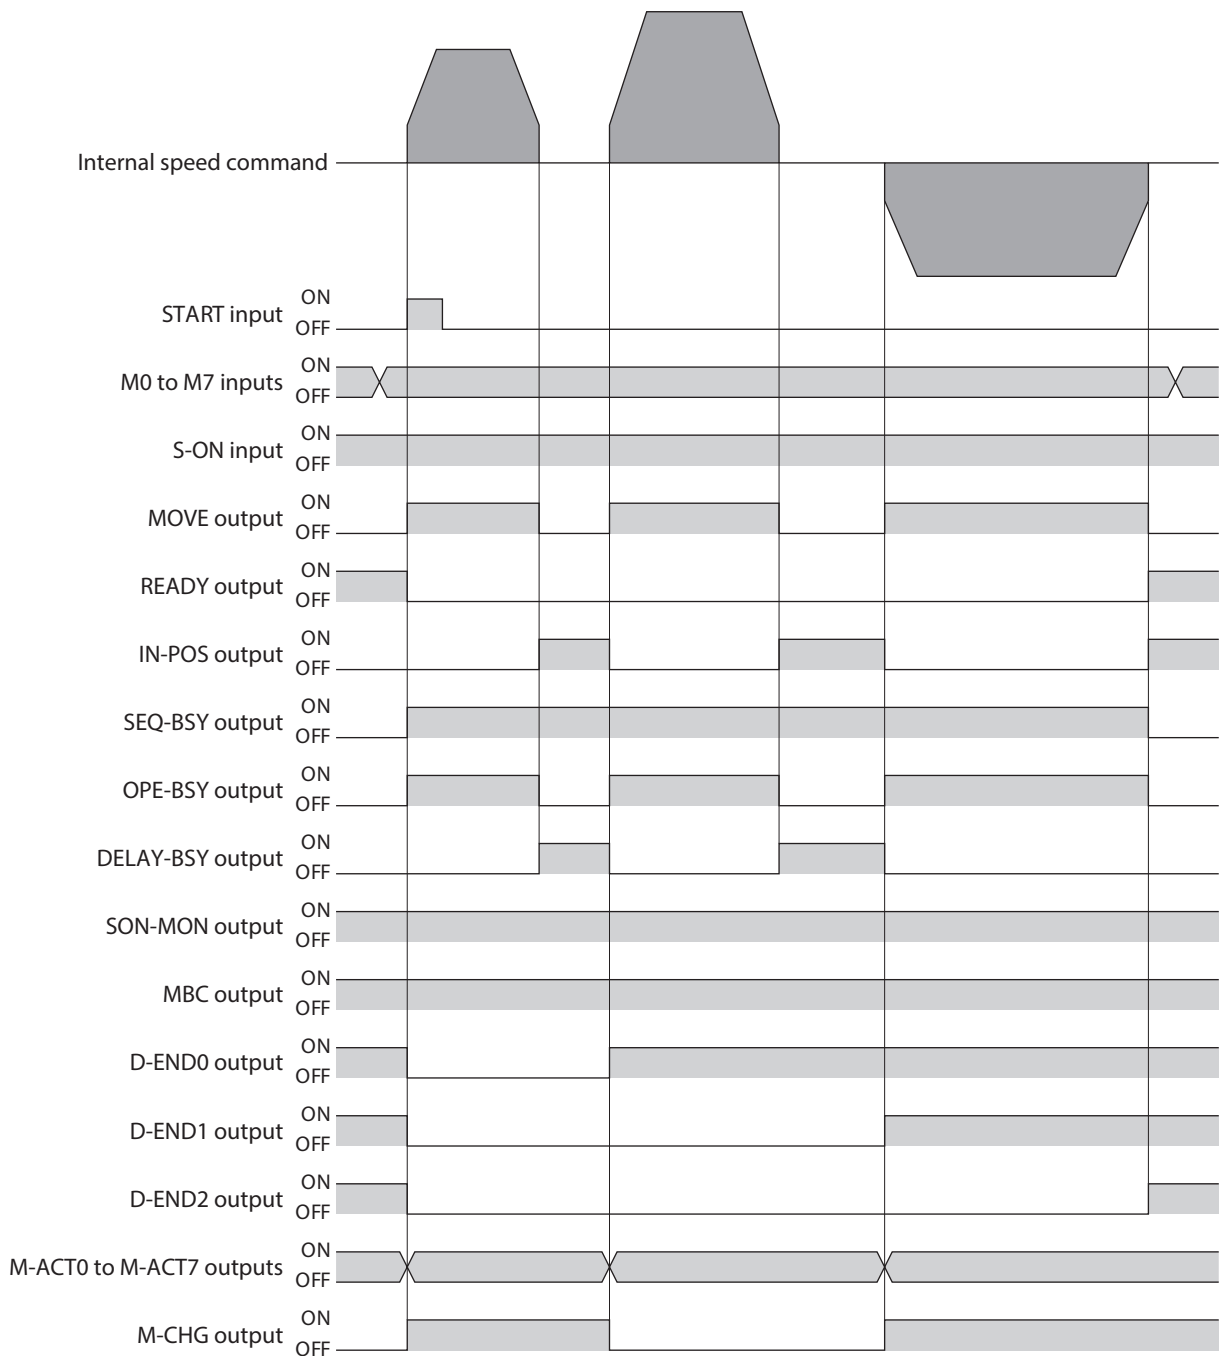 Internal speed command
START input
ON
OFF
M0 to M7 inputs
ON
OFF
S-ON input
ON
OFF
MOVE output
ON
OFF
READY output
ON
OFF
IN-POS output
ON
OFF
SEQ-BSY output
ON
OFF
OPE-BSY output
ON
OFF
DELAY-BSY output
ON
OFF
SON-MON output
ON
OFF
MBC output
ON
OFF
D-END0 output
ON
OFF
D-END1 output
ON
OFF
D-END2 output
ON
OFF
M-ACT0 to M-ACT7 outputs
ON
OFF
M-CHG output
ON
OFF